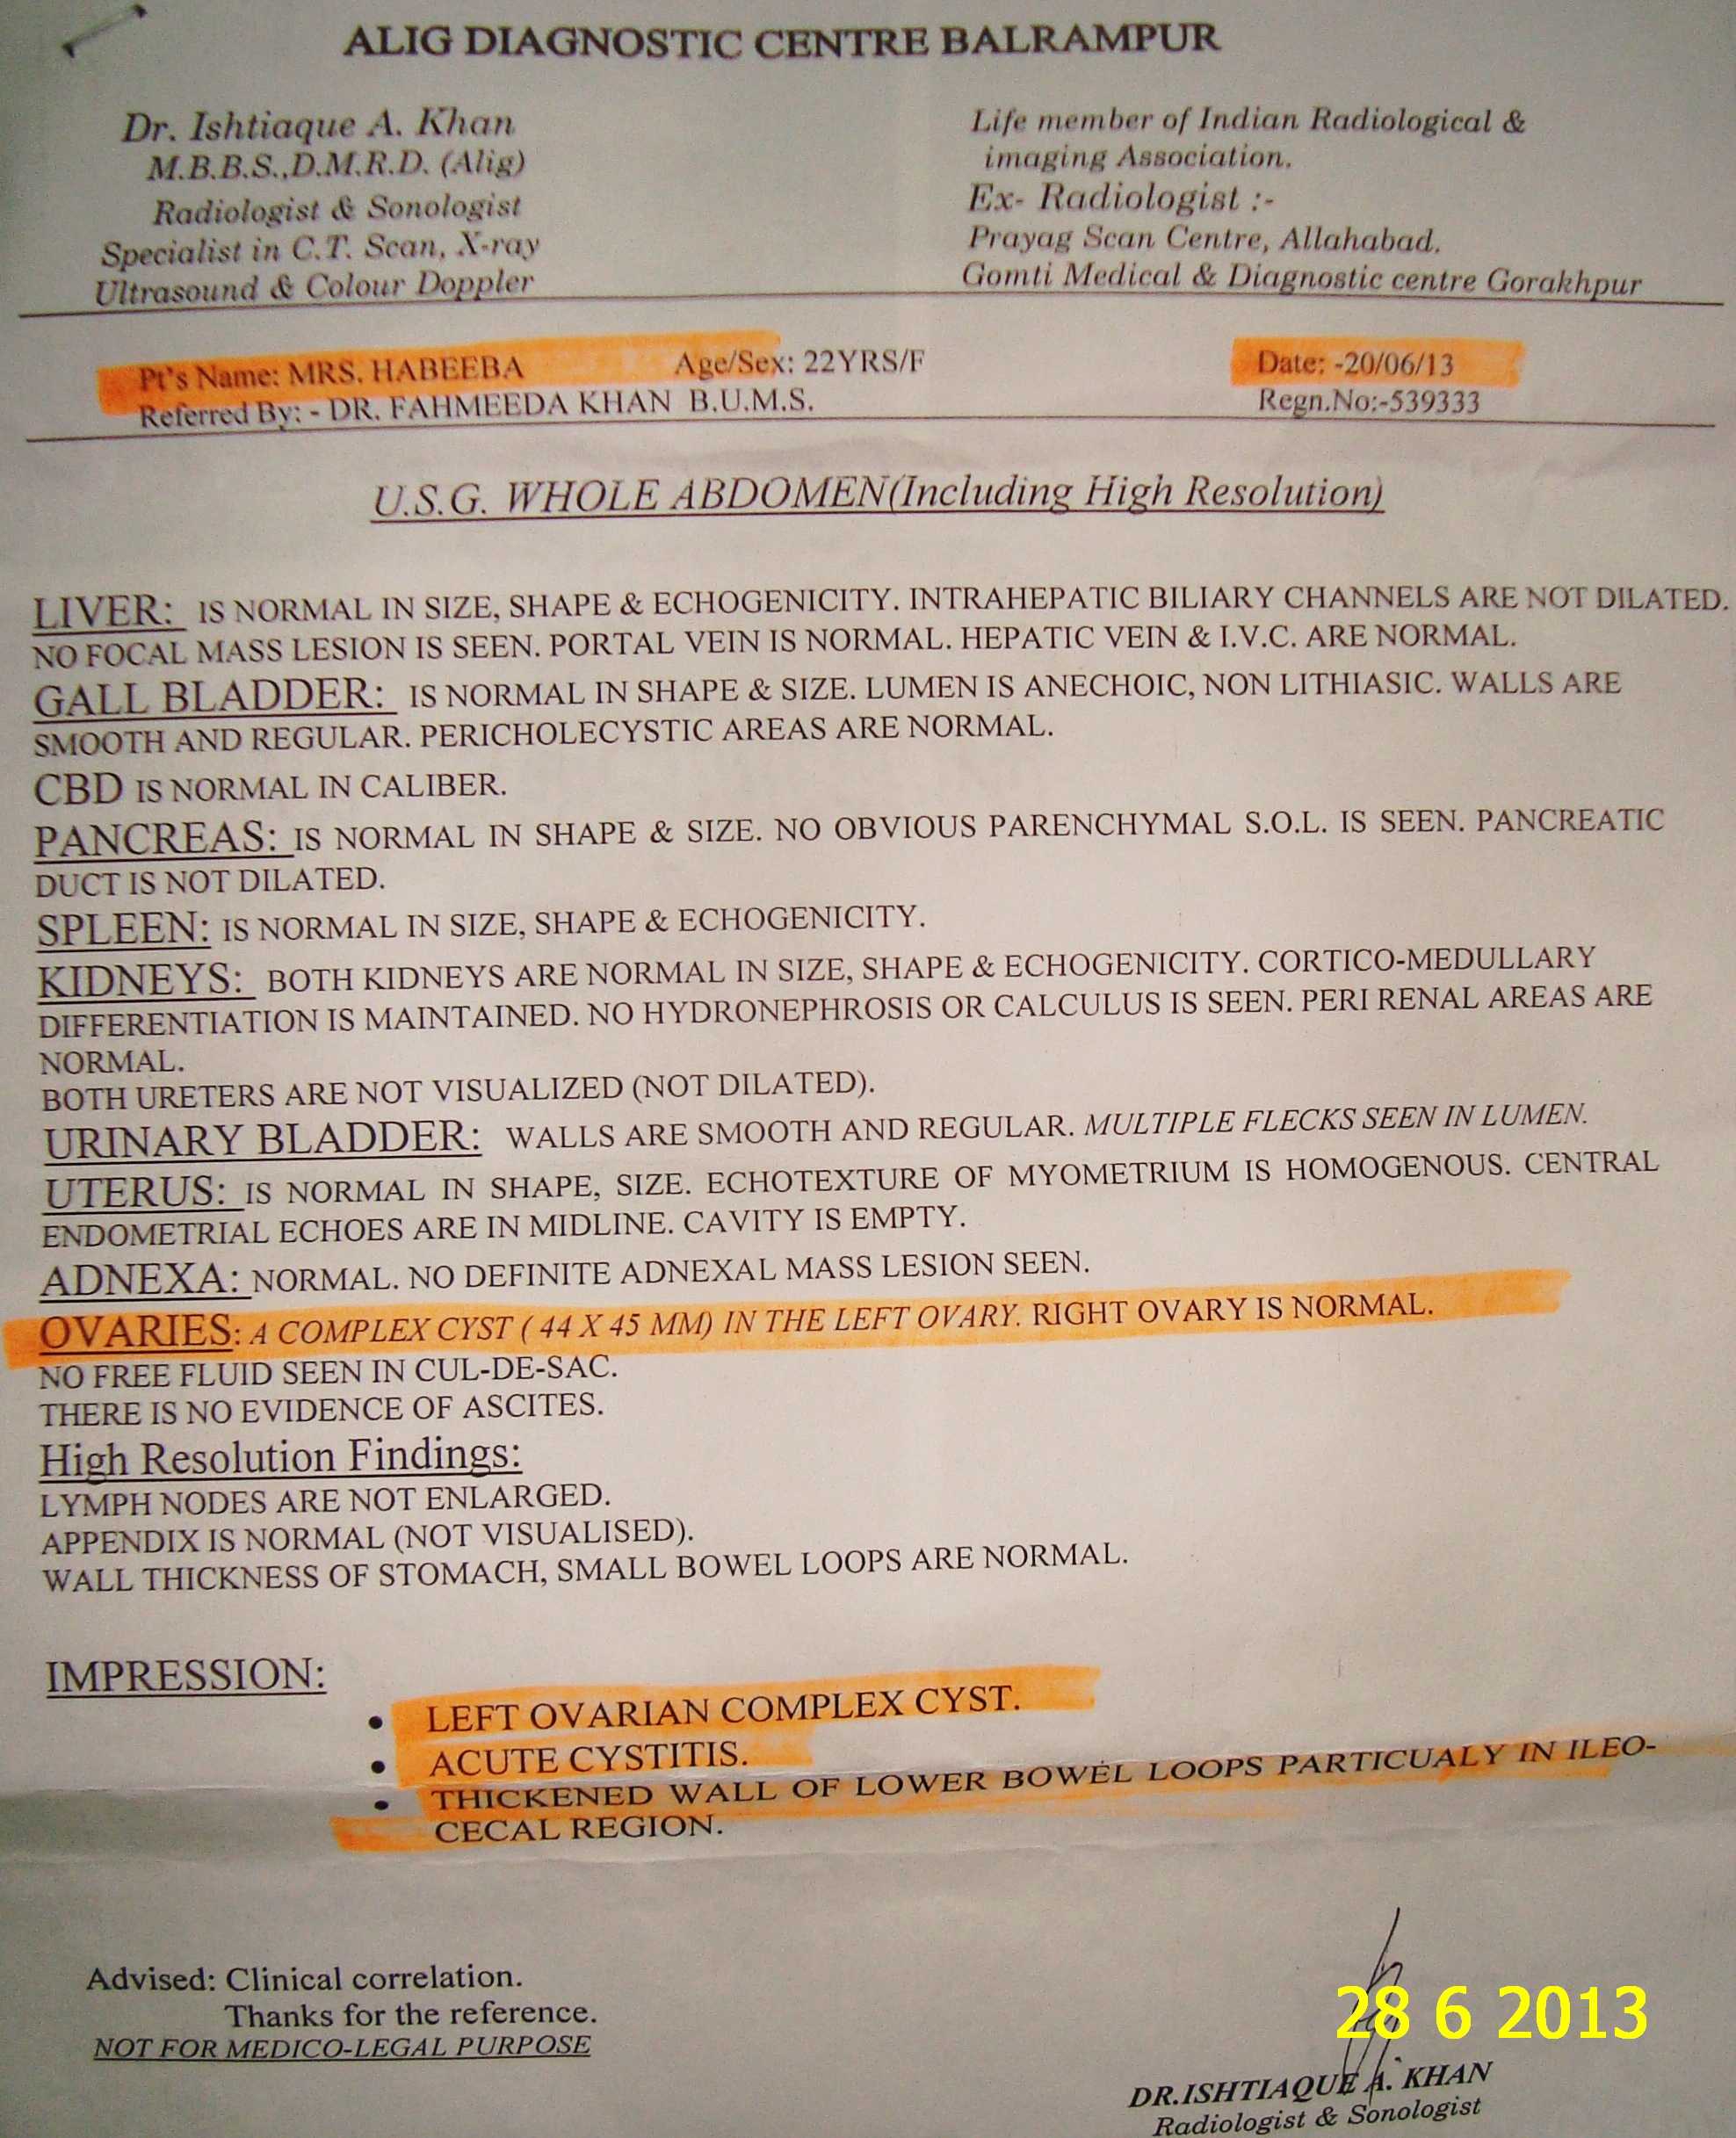 ALIG DIAGNOSTIC CENTRE BALRAMPUR
Dr. Ishtiaque A. Khan
M.B.B.S.,D.M.R.D. (Alig)
Radiologist & Sonologist
Specialist in C.T. Scan, X-ray
Ultrasound & Colour Doppler
Life member of Indian Radiological &
imaging Association.
Ex- Radiologist :-
Prayag Scan Centre, Allahabad.
Gomti Medical & Diagnostic centre Gorakhpur
Pt's Name: MRS. HABEEBA Age/Sex: 22YRS/F Date: -20/06/13
Referred By: - DR. FAHMEEDA KHAN B.U.M.S. Regn.No:-539333
U.S.G. WHOLE ABDOMEN(Including High Resolution)
LIVER: IS NORMAL IN SIZE, SHAPE & ECHOGENICITY. INTRAHEPATIC BILIARY CHANNELS ARE NOT DILATED.
NO FOCAL MASS LESION IS SEEN. PORTAL VEIN IS NORMAL. HEPATIC VEIN & I.V.C. ARE NORMAL.
GALL BLADDER: IS NORMAL IN SHAPE & SIZE. LUMEN IS ANECHOIC, NON LITHIASIC. WALLS ARE
SMOOTH AND REGULAR. PERICHOLECYSTIC AREAS ARE NORMAL.
CBD IS NORMAL IN CALIBER.
PANCREAS: IS NORMAL IN SHAPE & SIZE. NO OBVIOUS PARENCHYMAL S.O.L. IS SEEN. PANCREATIC
DUCT IS NOT DILATED.
SPLEEN: IS NORMAL IN SIZE, SHAPE & ECHOGENICITY.
KIDNEYS: BOTH KIDNEYS ARE NORMAL IN SIZE, SHAPE & ECHOGENICITY. CORTICO-MEDULLARY
DIFFERENTIATION IS MAINTAINED. NO HYDRONEPHROSIS OR CALCULUS IS SEEN. PERI RENAL AREAS ARE
NORMAL.
BOTH URETERS ARE NOT VISUALIZED (NOT DILATED).
URINARY BLADDER: WALLS ARE SMOOTH AND REGULAR. MULTIPLE FLECKS SEEN IN LUMEN.
UTERUS: IS NORMAL IN SHAPE, SIZE. ECHOTEXTURE OF MYOMETRIUM IS HOMOGENOUS. CENTRAL
ENDOMETRIAL ECHOES ARE IN MIDLINE. CAVITY IS EMPTY.
ADNEXA: NORMAL. NO DEFINITE ADNEXAL MASS LESION SEEN.
OVARIES: A COMPLEX CYST ( 44 X 45 MM) IN THE LEFT OVARY. RIGHT OVARY IS NORMAL.
NO FREE FLUID SEEN IN CUL-DE-SAC.
THERE IS NO EVIDENCE OF ASCITES.
High Resolution Findings:
LYMPH NODES ARE NOT ENLARGED.
APPENDIX IS NORMAL (NOT VISUALISED).
WALL THICKNESS OF STOMACH, SMALL BOWEL LOOPS ARE NORMAL.
IMPRESSION:
• LEFT OVARIAN COMPLEX CYST.
• ACUTE CYSTITIS.
• THICKENED WALL OF LOWER BOWEL LOOPS PARTICUALY IN ILEO-
CECAL REGION.
Advised: Clinical correlation.
Thanks for the reference.
NOT FOR MEDICO-LEGAL PURPOSE
28 6 2013
DR.ISHTIAQUE A. KHAN
Radiologist & Sonologist